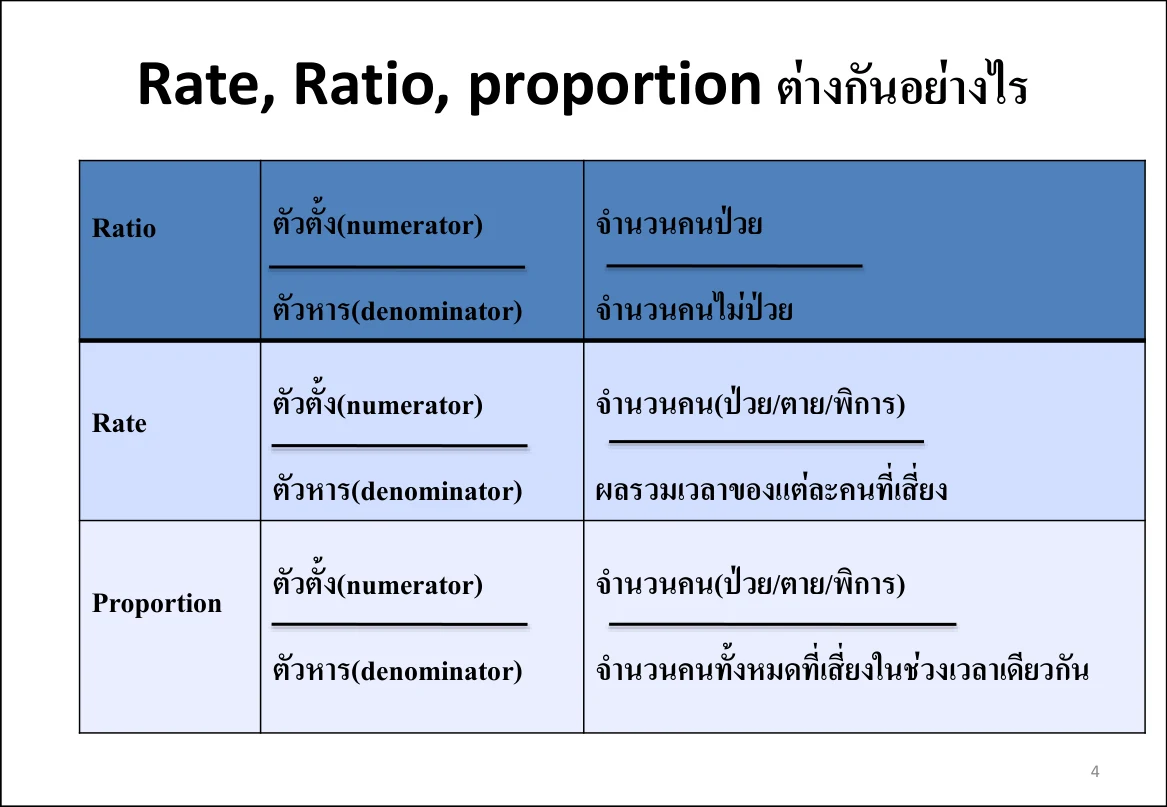 Rate, Ratio, proportion ต่างกันอย่างไร
Ratio
ตัวตั้ง(numerator)
ตัวหาร(denominator)
จำนวนคนป่วย
จำนวนคนไม่ป่วย
Rate
ตัวตั้ง(numerator)
ตัวหาร(denominator)
จำนวนคน(ป่วย/ตาย/พิการ)
ผลรวมเวลาของแต่ละคนที่เสี่ยง
Proportion
ตัวตั้ง(numerator)
ตัวหาร(denominator)
จำนวนคน(ป่วย/ตาย/พิการ)
จำนวนคนทั้งหมดที่เสี่ยงในช่วงเวลาเดียวกัน
4